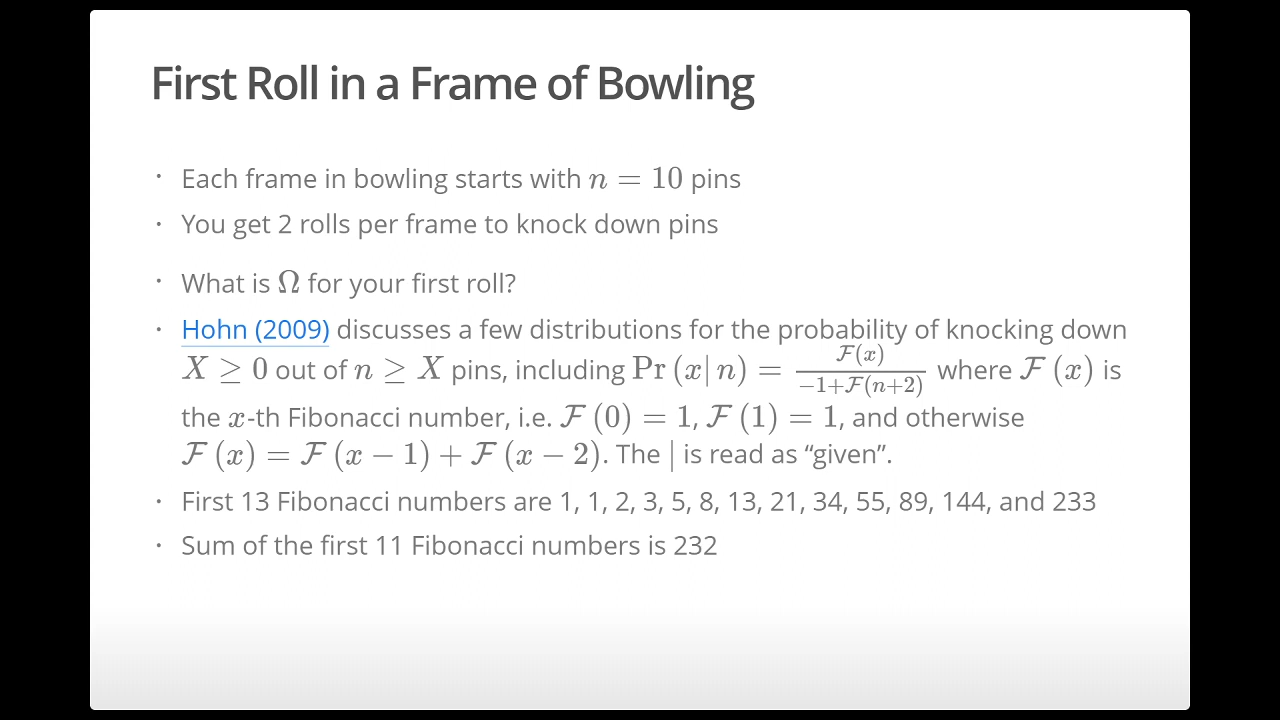 First Roll in a Frame of Bowling
· Each frame in bowling starts with n = 10 pins
· You get 2 rolls per frame to knock down pins
· What is Ω for your first roll?
· Hohn (2009) discusses a few distributions for the probability of knocking down
X ≥ 0 out of n ≥ X pins, including Pr (x| n) = ℱ(x)/(−1+ℱ(n+2)) where ℱ (x) is
the x-th Fibonacci number, i.e. ℱ (0) = 1, ℱ (1) = 1, and otherwise
ℱ (x) = ℱ (x − 1) + ℱ (x − 2). The | is read as “given”.
· First 13 Fibonacci numbers are 1, 1, 2, 3, 5, 8, 13, 21, 34, 55, 89, 144, and 233
· Sum of the first 11 Fibonacci numbers is 232